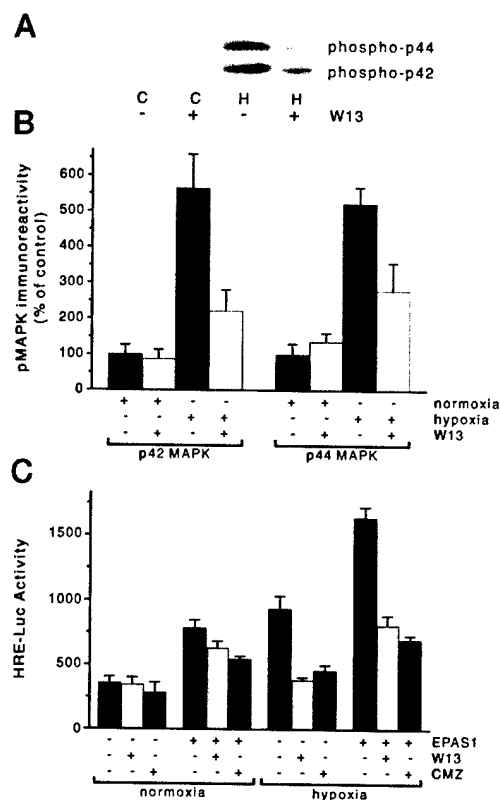 A
phospho-p44
phospho-p42
C C H H
- + - + W13
B
pMAPK immunoreactivity
(% of control)
600
500
400
300
200
100
0
+ + - - + + - - normoxia
- - + + - - + + hypoxia
- + - + - + - + W13
p42 MAPK p44 MAPK
C
HRE-Luc Activity
1500
1000
500
0
- - - + + + - - - + + + EPAS1
- + - - + - - + - - + - W13
- - + - - + - - + - - + CMZ
normoxia hypoxia